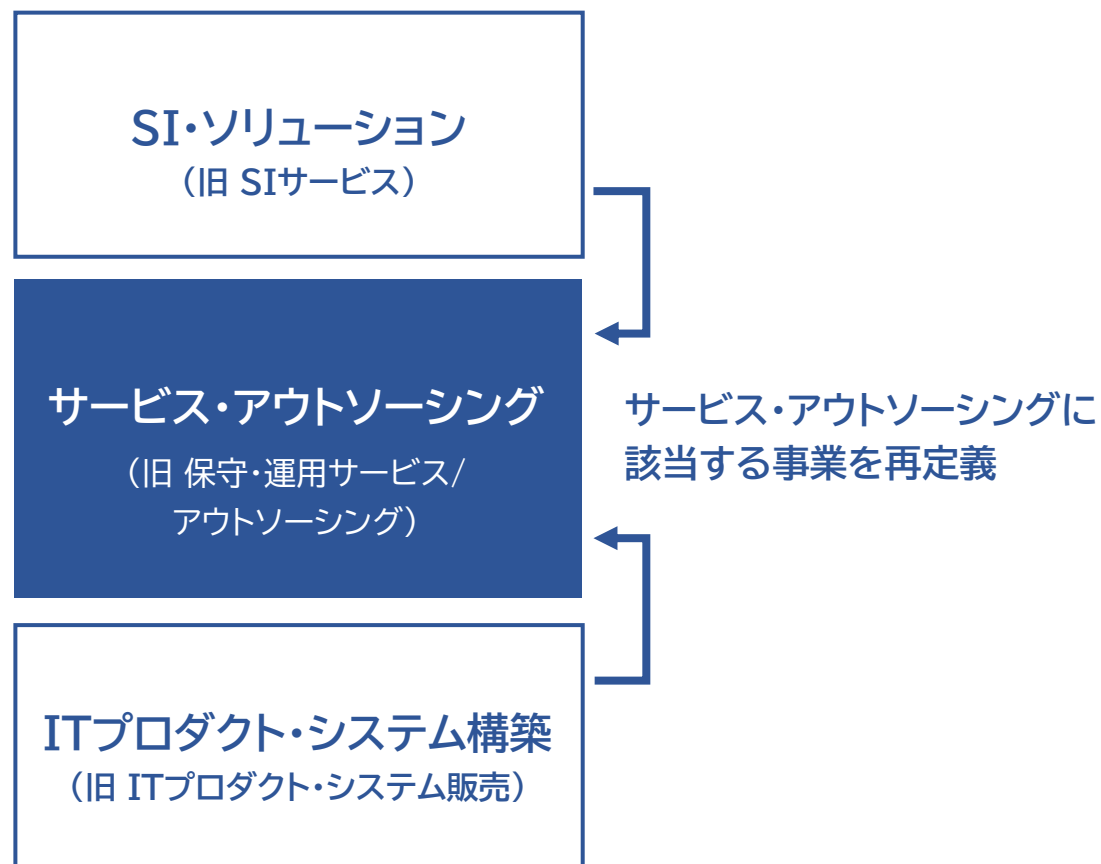 SI・ソリューション
（旧 SIサービス）
サービス・アウトソーシング
（旧 保守・運用サービス/
アウトソーシング）
サービス・アウトソーシングに
該当する事業を再定義
ITプロダクト・システム構築
（旧 ITプロダクト・システム販売）